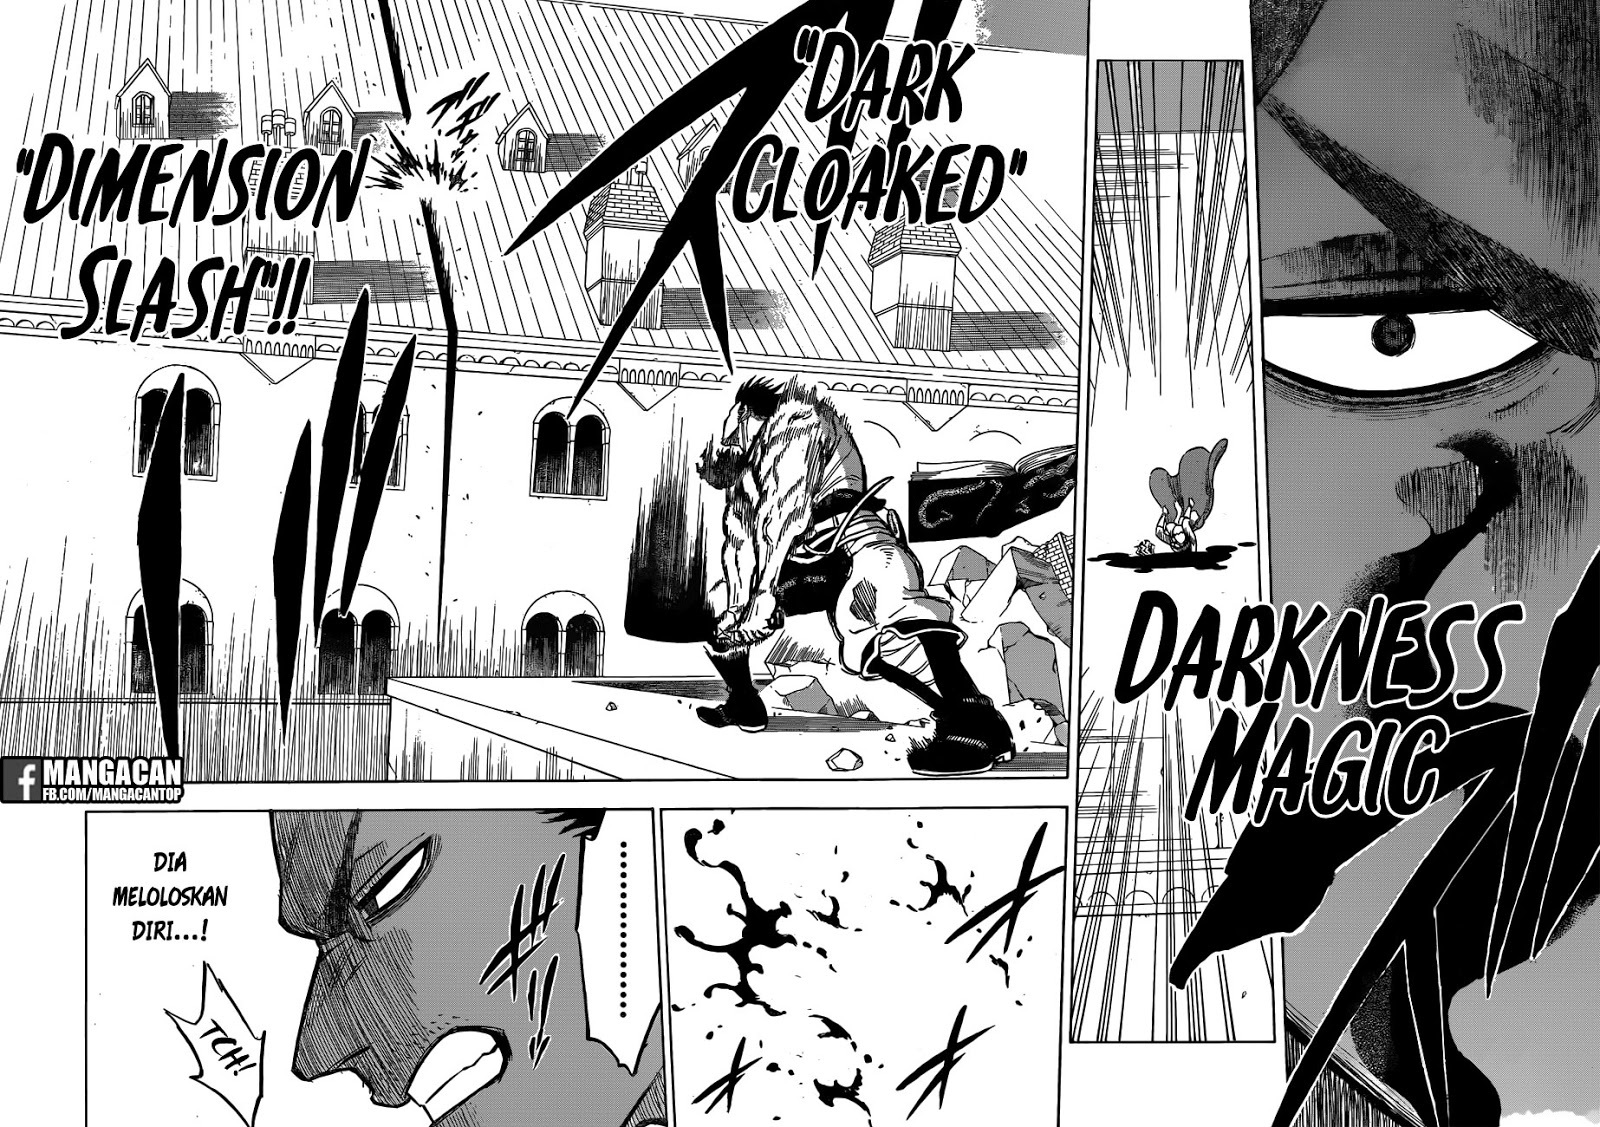 DARKNESS
MAGIC
"DARK
CLOAKED"
"DIMENSION
SLASH"!!
.............
DIA
MELOLOSKAN
DIRI...!
TCH!
f MANGACAN
FB.COM/MANGACANTOP